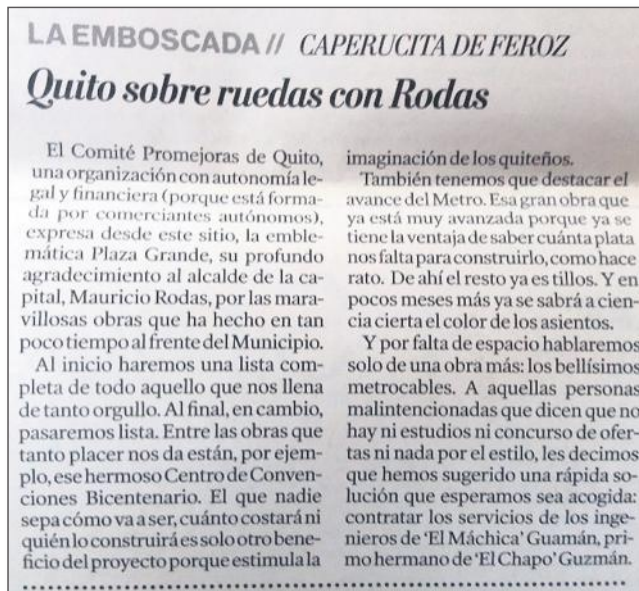 LA EMBOSCADA // CAPERUCITA DE FEROZ
Quito sobre ruedas con Rodas
El Comité Promejoras de Quito,
una organización con autonomía le-
gal y financiera (porque está forma-
da por comerciantes autónomos),
expresa desde este sitio, la emble-
mática Plaza Grande, su profundo
agradecimiento al alcalde de la ca-
pital, Mauricio Rodas, por las mara-
villosas obras que ha hecho en tan
poco tiempo al frente del Municipio.
Al inicio haremos una lista com-
pleta de todo aquello que nos llena
de tanto orgullo. Al final, en cambio,
pasaremos lista. Entre las obras que
tanto placer nos da están, por ejem-
plo, ese hermoso Centro de Conven-
ciones Bicentenario. El que nadie
sepa cómo va a ser, cuánto costará ni
quién lo construirá es solo otro bene-
ficio del proyecto porque estimula la
imaginación de los quiteños.
También tenemos que destacar el
avance del Metro. Esa gran obra que
ya está muy avanzada porque ya se
tiene la ventaja de saber cuánta plata
nos falta para construirlo, como hace
rato. De ahí el resto ya es tillos. Y en
pocos meses más ya se sabrá a cien-
cia cierta el color de los asientos.
Y por falta de espacio hablaremos
solo de una obra más: los bellísimos
metrocables. A aquellas personas
malintencionadas que dicen que no
hay ni estudios ni concurso de ofer-
tas ni nada por el estilo, les decimos
que hemos sugerido una rápida so-
lución que esperamos sea acogida:
contratar los servicios de los inge-
nieros de 'El Máchica' Guamán, pri-
mo hermano de 'El Chapo' Guzmán.